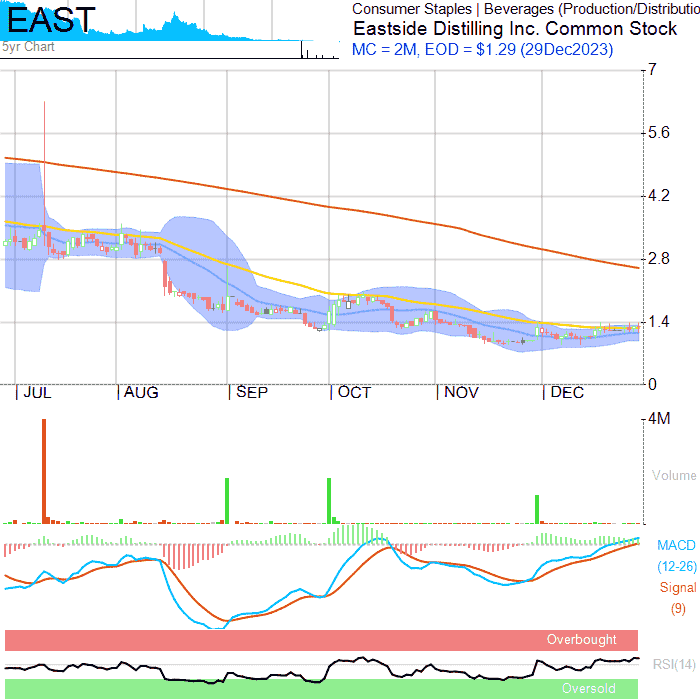 EAST
5yr Chart
Consumer Staples | Beverages (Production/Distributio
Eastside Distilling Inc. Common Stock
MC = 2M, EOD = $1.29 (29Dec2023)
7
5.6
4.2
2.8
1.4
0
JUL AUG SEP OCT NOV DEC
4M
Volume
MACD
(12-26)
Signal
(9)
Overbought
RSI(14)
Oversold